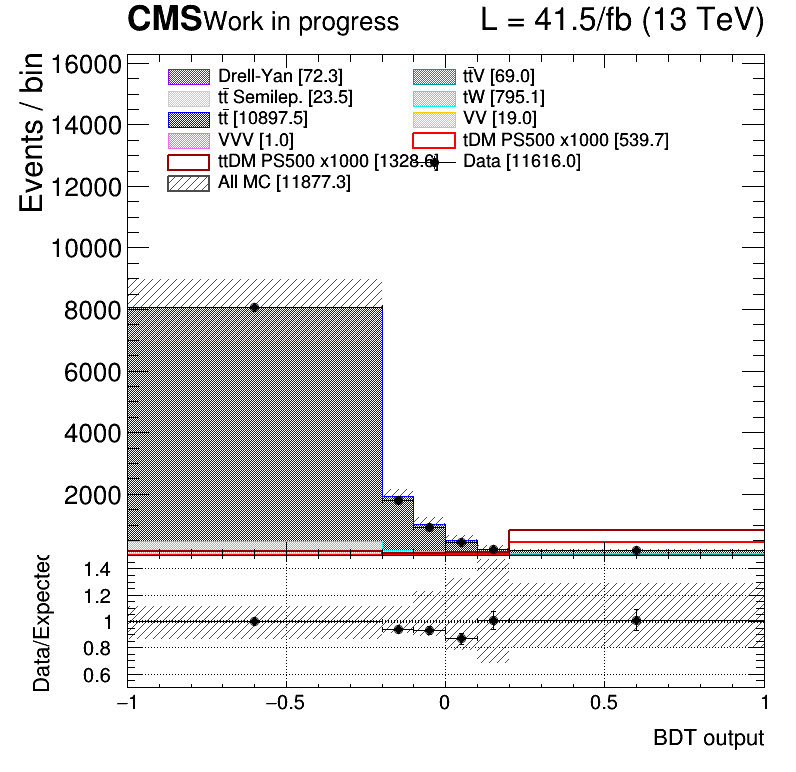 CMS Work in progress L = 41.5/fb (13 TeV)
Events / bin
16000
14000
12000
10000
8000
6000
4000
2000
Drell-Yan [72.3] tt̄V [69.0]
tt̄ Semilep. [23.5] tW [795.1]
tt̄ [10897.5] VV [19.0]
VVV [1.0] tDM PS500 x1000 [539.7]
ttDM PS500 x1000 [1328.6] Data [11616.0]
All MC [11877.3]
Data/Expected
1.4
1.2
1
0.8
0.6
−1 −0.5 0 0.5 1
BDT output